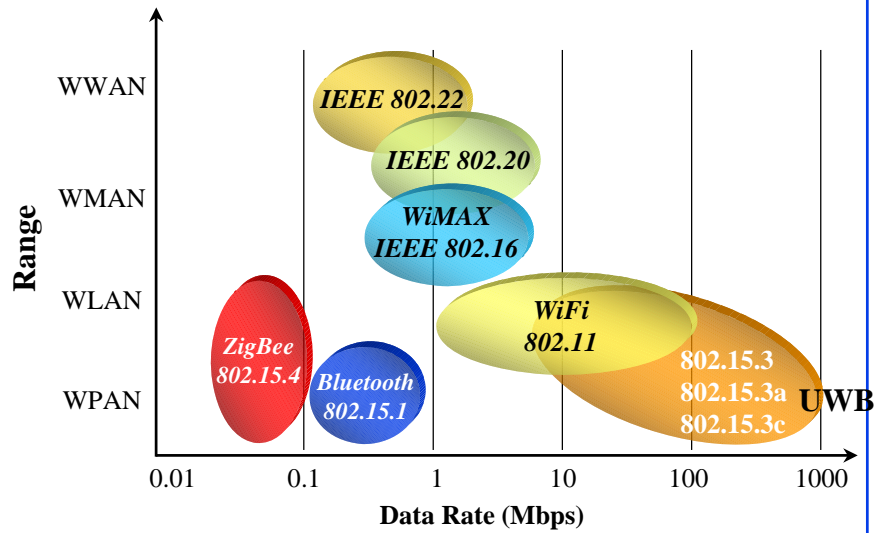 WWAN
IEEE 802.22
IEEE 802.20
WMAN
WiMAX
IEEE 802.16
Range
WLAN
WiFi
802.11
ZigBee
802.15.4
Bluetooth
802.15.1
802.15.3
802.15.3a
802.15.3c
UWB
WPAN
0.01 0.1 1 10 100 1000
Data Rate (Mbps)